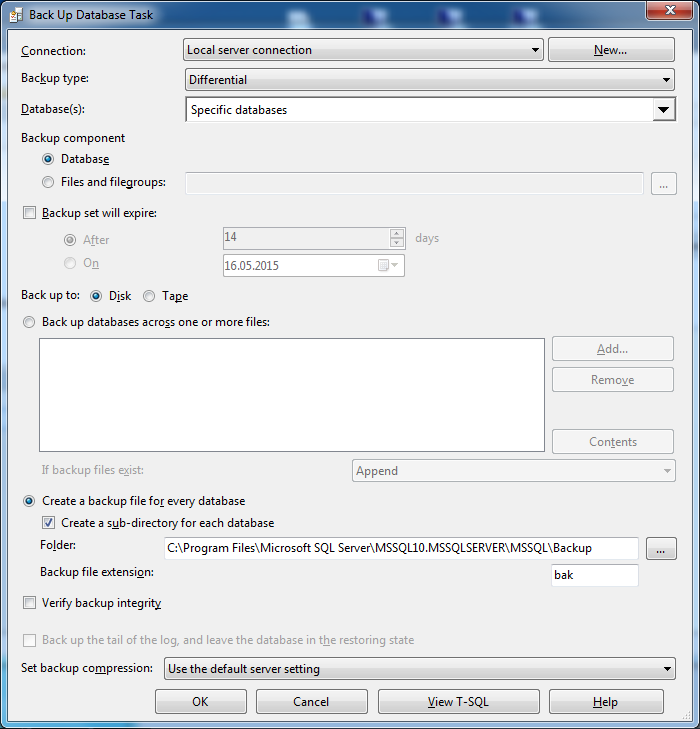 Back Up Database Task
Connection: Local server connection New...
Backup type: Differential
Database(s): Specific databases
Backup component
Database
Files and filegroups: ...
Backup set will expire:
After 14 days
On 16.05.2015
Back up to: Disk Tape
Back up databases across one or more files:
Add...
Remove
Contents
If backup files exist: Append
Create a backup file for every database
Create a sub-directory for each database
Folder: C:\Program Files\Microsoft SQL Server\MSSQL10.MSSQLSERVER\MSSQL\Backup ...
Backup file extension: bak
Verify backup integrity
Back up the tail of the log, and leave the database in the restoring state
Set backup compression: Use the default server setting
OK Cancel View T-SQL Help